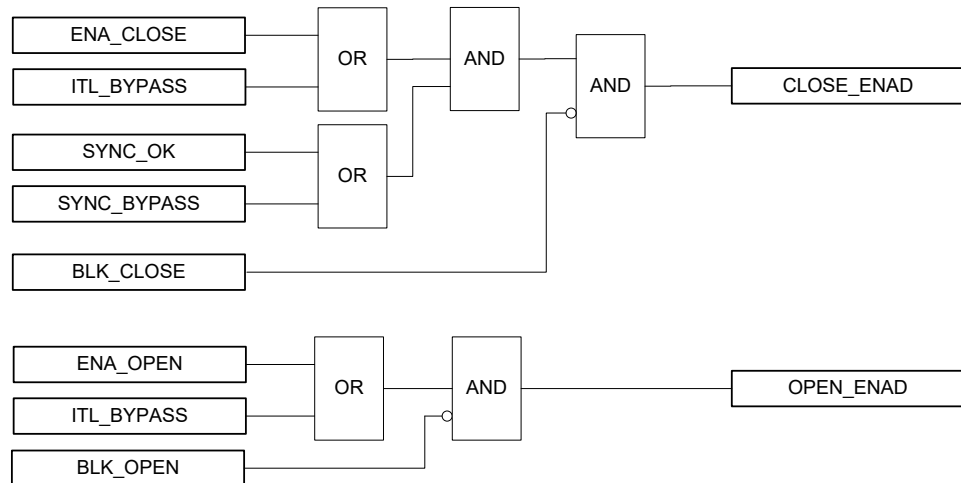 ENA_CLOSE
ITL_BYPASS
OR
AND
AND
CLOSE_ENAD
SYNC_OK
SYNC_BYPASS
OR
BLK_CLOSE
ENA_OPEN
ITL_BYPASS
OR
AND
OPEN_ENAD
BLK_OPEN